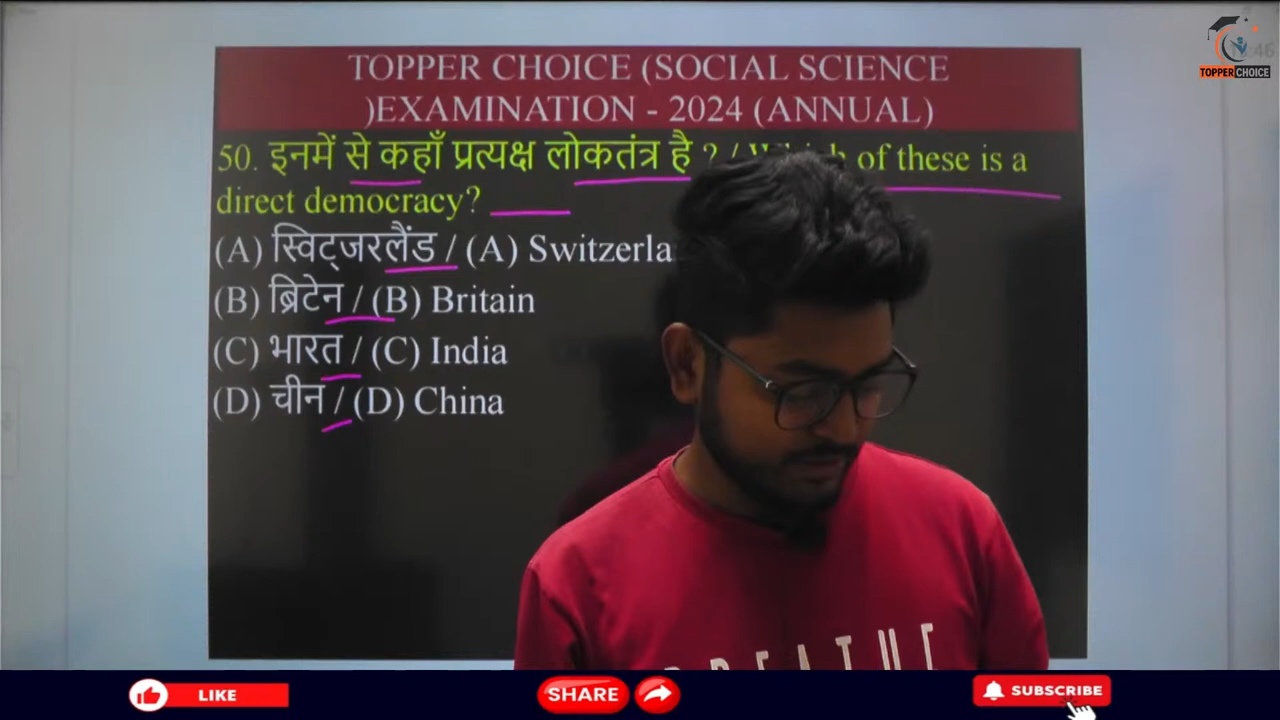 TOPPER CHOICE (SOCIAL SCIENCE
)EXAMINATION - 2024 (ANNUAL)
50. इनमें से कहाँ प्रत्यक्ष लोकतंत्र है ? / of these is a
direct democracy?
(A) स्विट्जरलैंड / (A) Switzerla
(B) ब्रिटेन / (B) Britain
(C) भारत / (C) India
(D) चीन / (D) China
TOPPER CHOICE
BREATHE
LIKE
SHARE
SUBSCRIBE